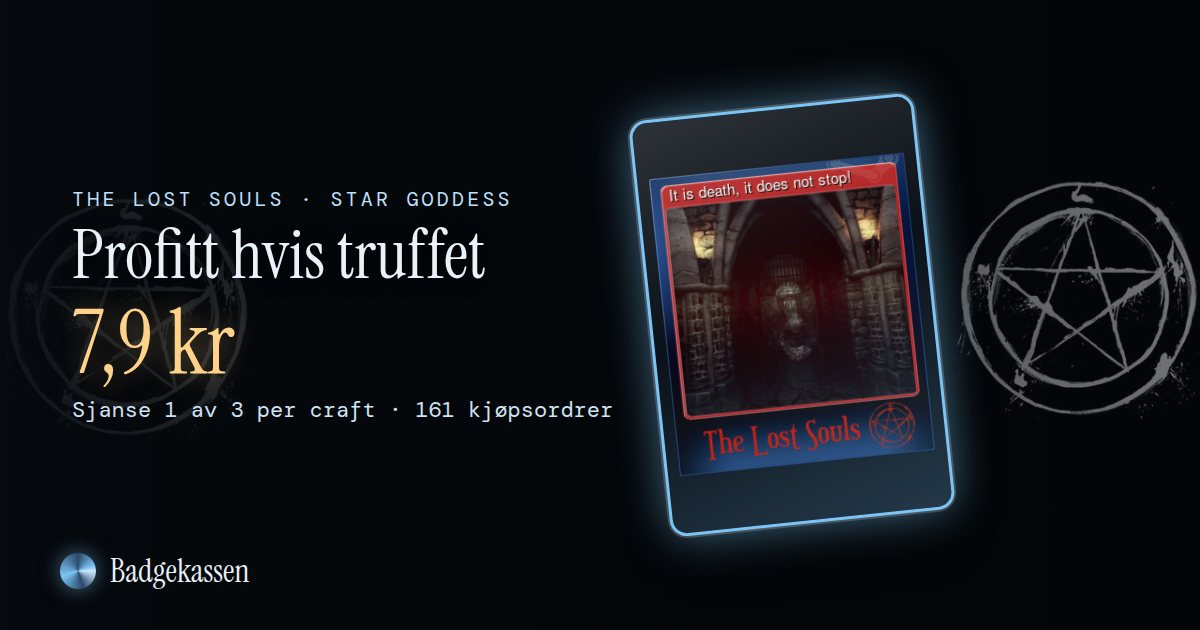 THE LOST SOULS · STAR GODDESS
Profitt hvis truffet
7,9 kr
Sjanse 1 av 3 per craft · 161 kjøpsordrer
It is death, it does not stop!
The Lost Souls
Badgekassen